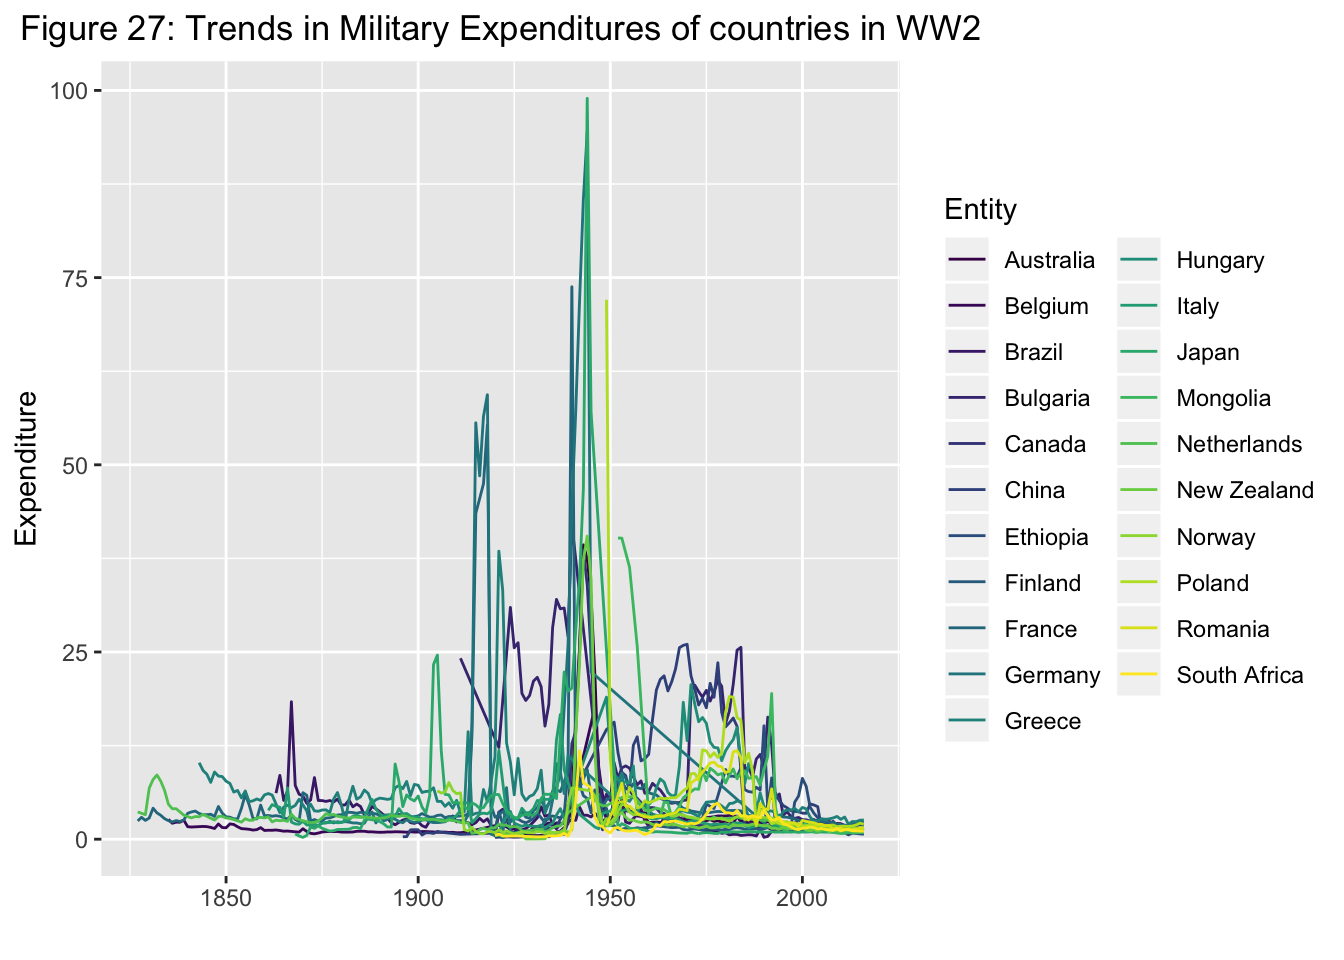 Figure 27: Trends in Military Expenditures of countries in WW2
Expenditure
100
75
50
25
0
1850 1900 1950 2000
Entity
Australia
Belgium
Brazil
Bulgaria
Canada
China
Ethiopia
Finland
France
Germany
Greece
Hungary
Italy
Japan
Mongolia
Netherlands
New Zealand
Norway
Poland
Romania
South Africa